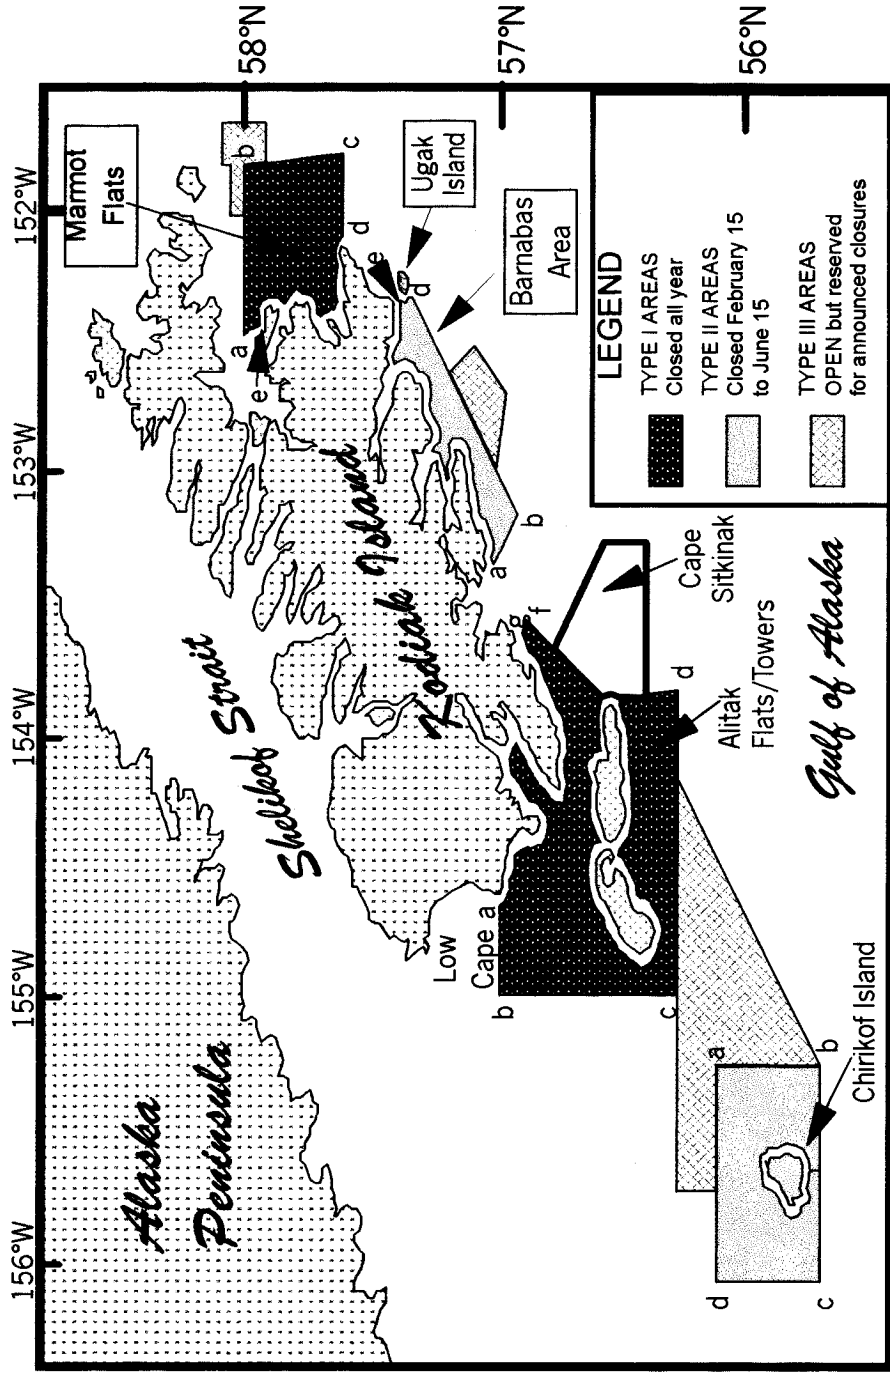 156°W
155°W
154°W
153°W
152°W
58°N
57°N
56°N
Alaska
Peninsula
Shelikof Strait
Kodiak Island
Gulf of Alaska
Marmot
Flats
a
b
c
d
e
Ugak
Island
e
d
Barnabas
Area
a
b
Low
Cape a
b
c
d
g
f
Cape
Sitkinak
Alitak
Flats/Towers
a
b
c
d
Chirikof Island
LEGEND
TYPE I AREAS
Closed all year
TYPE II AREAS
Closed February 15
to June 15
TYPE III AREAS
OPEN but reserved
for announced closures